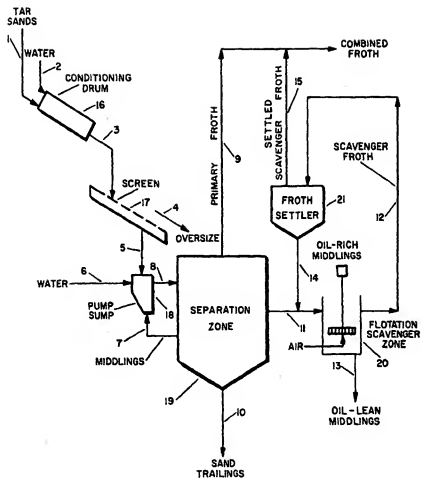 TAR
SANDS
1
WATER
2
CONDITIONING
DRUM
16
3
SCREEN
17
4
OVERSIZE
5
6
WATER
8
PUMP
SUMP
18
7
MIDDLINGS
SEPARATION
ZONE
19
10
SAND
TRAILINGS
PRIMARY FROTH
9
COMBINED
FROTH
SETTLED
SCAVENGER FROTH
15
SCAVENGER
FROTH
12
FROTH
SETTLER
21
14
OIL-RICH
MIDDLINGS
11
AIR
FLOTATION
SCAVENGER
ZONE
20
13
OIL-LEAN
MIDDLINGS